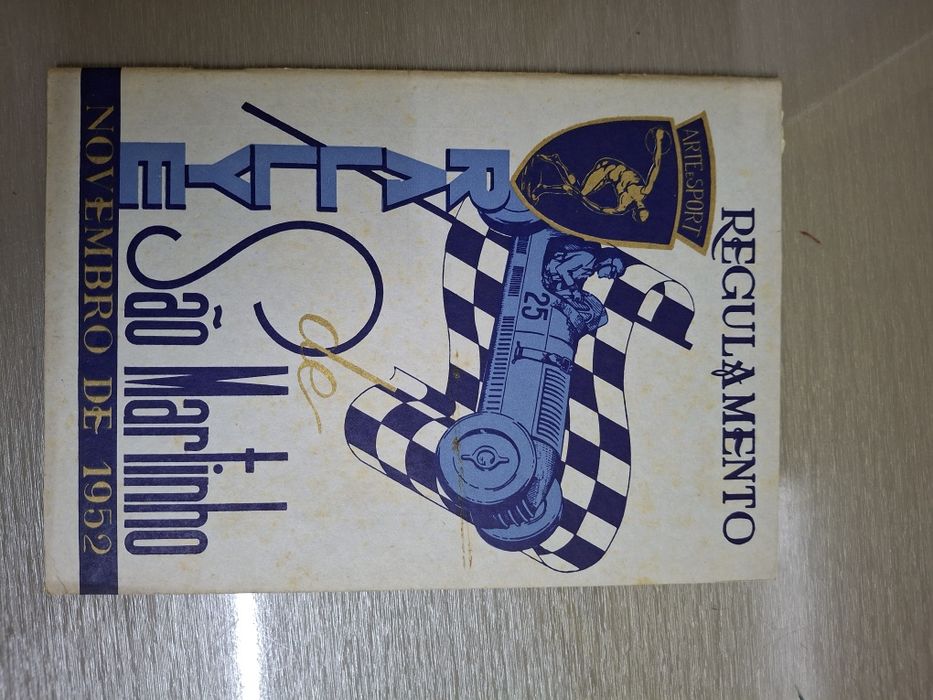 REGULAMENTO
ARTE E SPORT
25
RALLYE
de
São Martinho
NOVEMBRO DE 1952